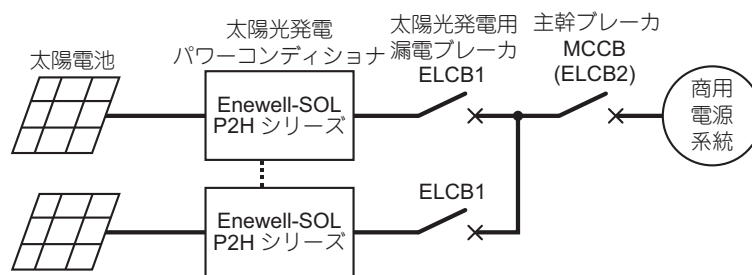 太陽電池
太陽光発電
パワーコンディショナ
太陽光発電用
漏電ブレーカ
ELCB1
主幹ブレーカ
MCCB
(ELCB2)
商用
電源
系統
Enewell-SOL
P2H シリーズ
Enewell-SOL
P2H シリーズ
ELCB1